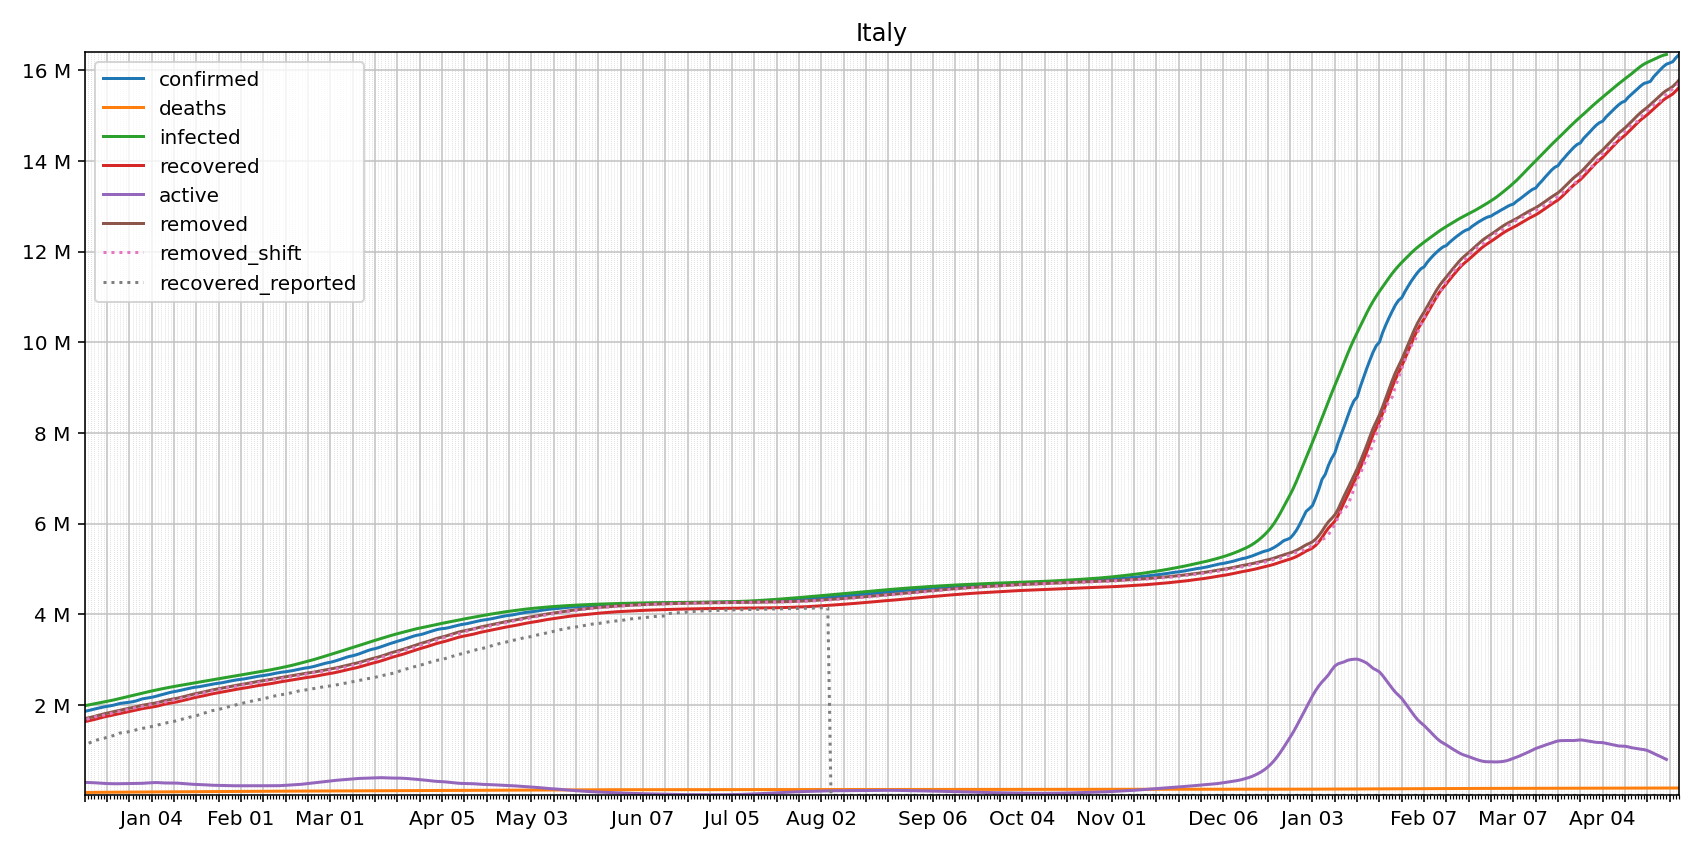 Italy
16 M
14 M
12 M
10 M
8 M
6 M
4 M
2 M
confirmed
deaths
infected
recovered
active
removed
removed_shift
recovered_reported
Jan 04 Feb 01 Mar 01 Apr 05 May 03 Jun 07 Jul 05 Aug 02 Sep 06 Oct 04 Nov 01 Dec 06 Jan 03 Feb 07 Mar 07 Apr 04